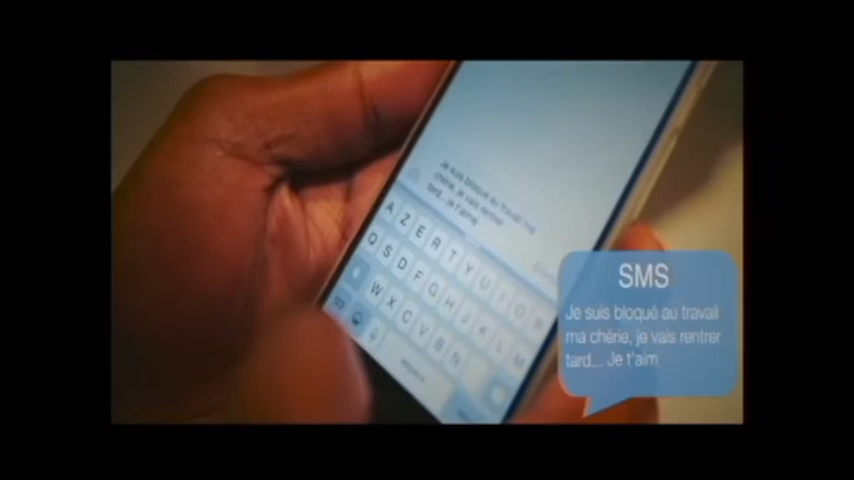 Je suis bloqué au travail ma
chérie, je vais rentrer
tard... je t'aime
A Z E R T Y U I O P
Q S D F G H J K L M
W X C V B N
123
SMS
Je suis bloqué au travail
ma chérie, je vais rentrer
tard... Je t'aim